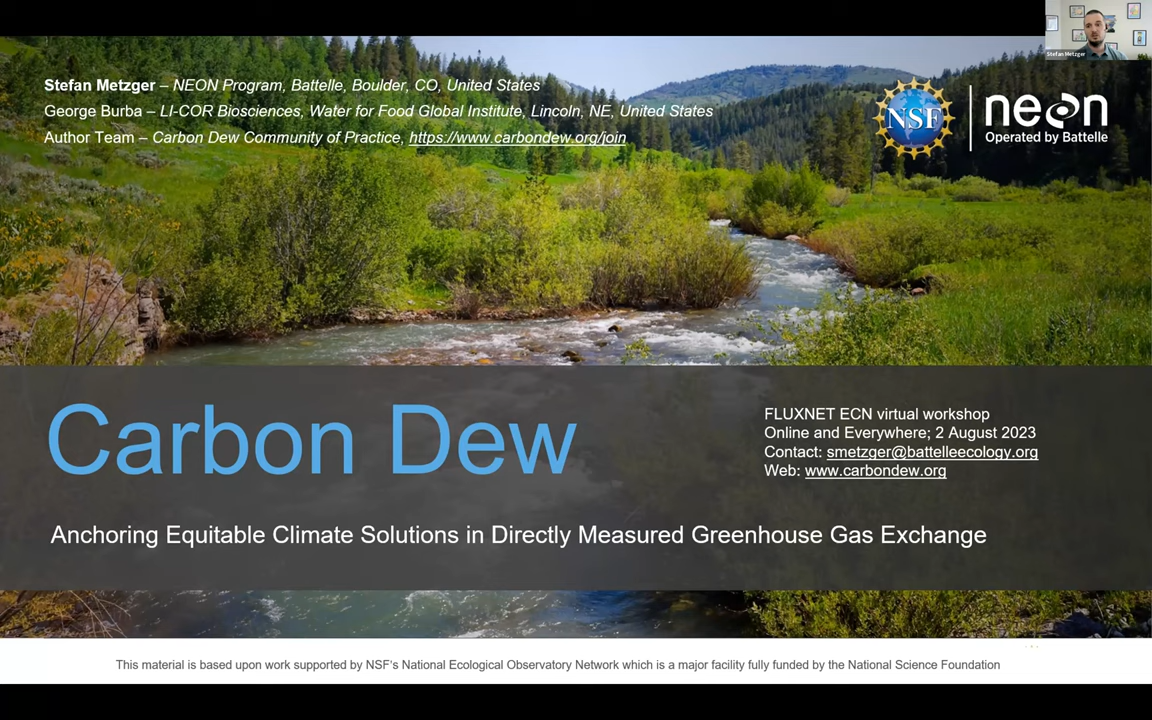 Stefan Metzger
Stefan Metzger – NEON Program, Battelle, Boulder, CO, United States
George Burba – LI-COR Biosciences, Water for Food Global Institute, Lincoln, NE, United States
Author Team – Carbon Dew Community of Practice, https://www.carbondew.org/join
NSF
neon
Operated by Battelle
Carbon Dew
FLUXNET ECN virtual workshop
Online and Everywhere; 2 August 2023
Contact: smetzger@battelleecology.org
Web: www.carbondew.org
Anchoring Equitable Climate Solutions in Directly Measured Greenhouse Gas Exchange
This material is based upon work supported by NSF's National Ecological Observatory Network which is a major facility fully funded by the National Science Foundation